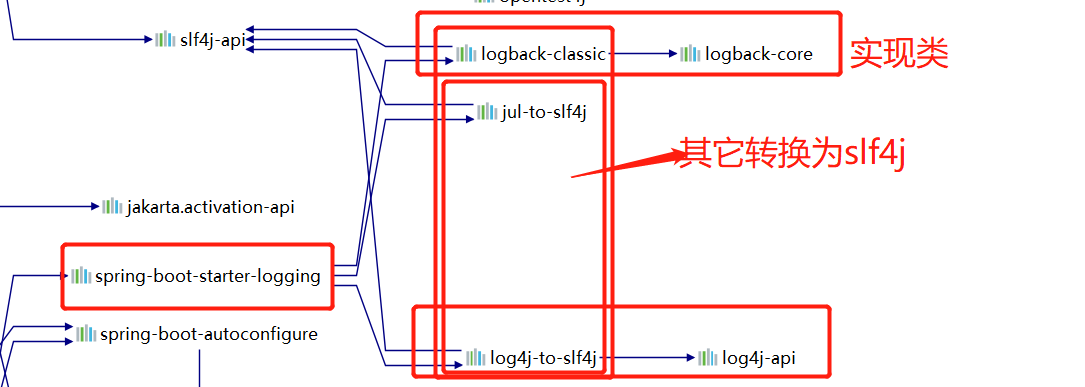 slf4j-api
logback-classic
logback-core
实现类
jul-to-slf4j
其它转换为slf4j
jakarta.activation-api
spring-boot-starter-logging
spring-boot-autoconfigure
log4j-to-slf4j
log4j-api